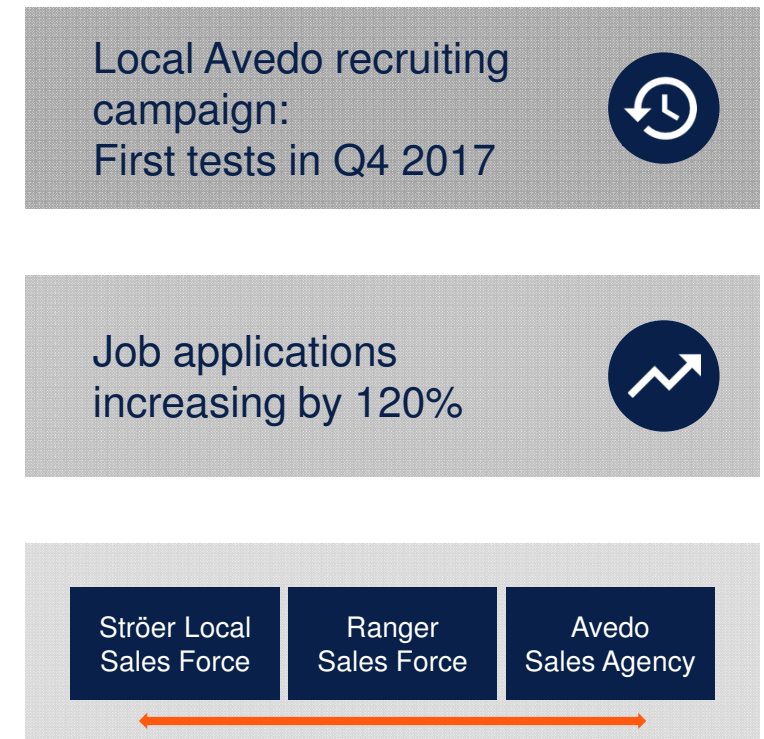 Local Avedo recruiting
campaign:
First tests in Q4 2017
Job applications
increasing by 120%
Ströer Local
Sales Force
Ranger
Sales Force
Avedo
Sales Agency